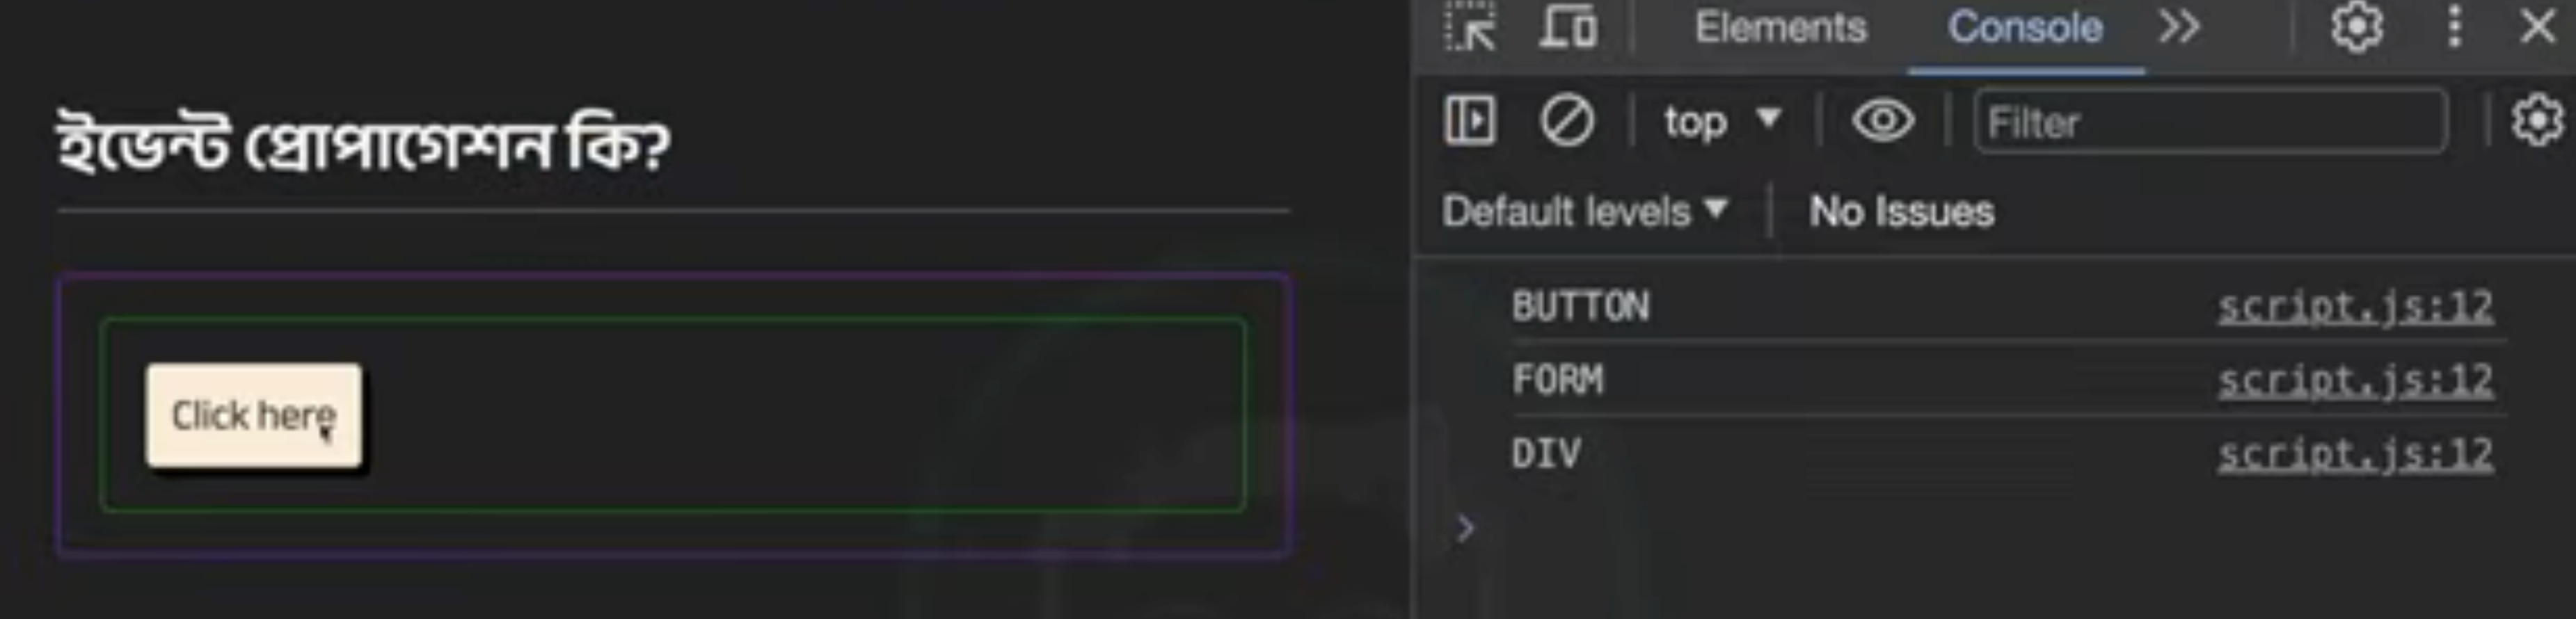 ইভেন্ট প্রোপাগেশন কি?
Click here
Elements Console
top Filter
Default levels No Issues
BUTTON script.js:12
FORM script.js:12
DIV script.js:12